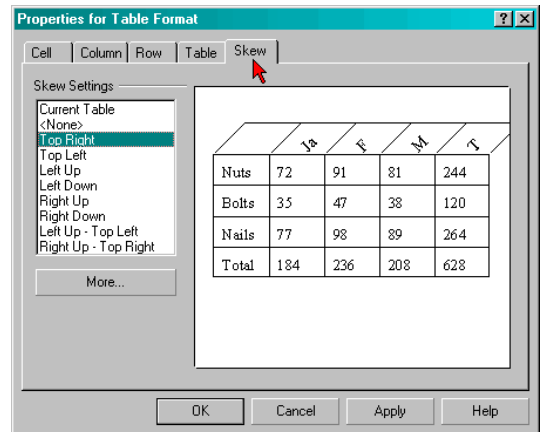 Properties for Table Format
Cell Column Row Table Skew
Skew Settings
Current Table
<None>
Top Right
Top Left
Left Up
Left Down
Right Up
Right Down
Left Up - Top Left
Right Up - Top Right
More...
Ja F M T
Nuts 72 91 81 244
Bolts 35 47 38 120
Nails 77 98 89 264
Total 184 236 208 628
OK Cancel Apply Help